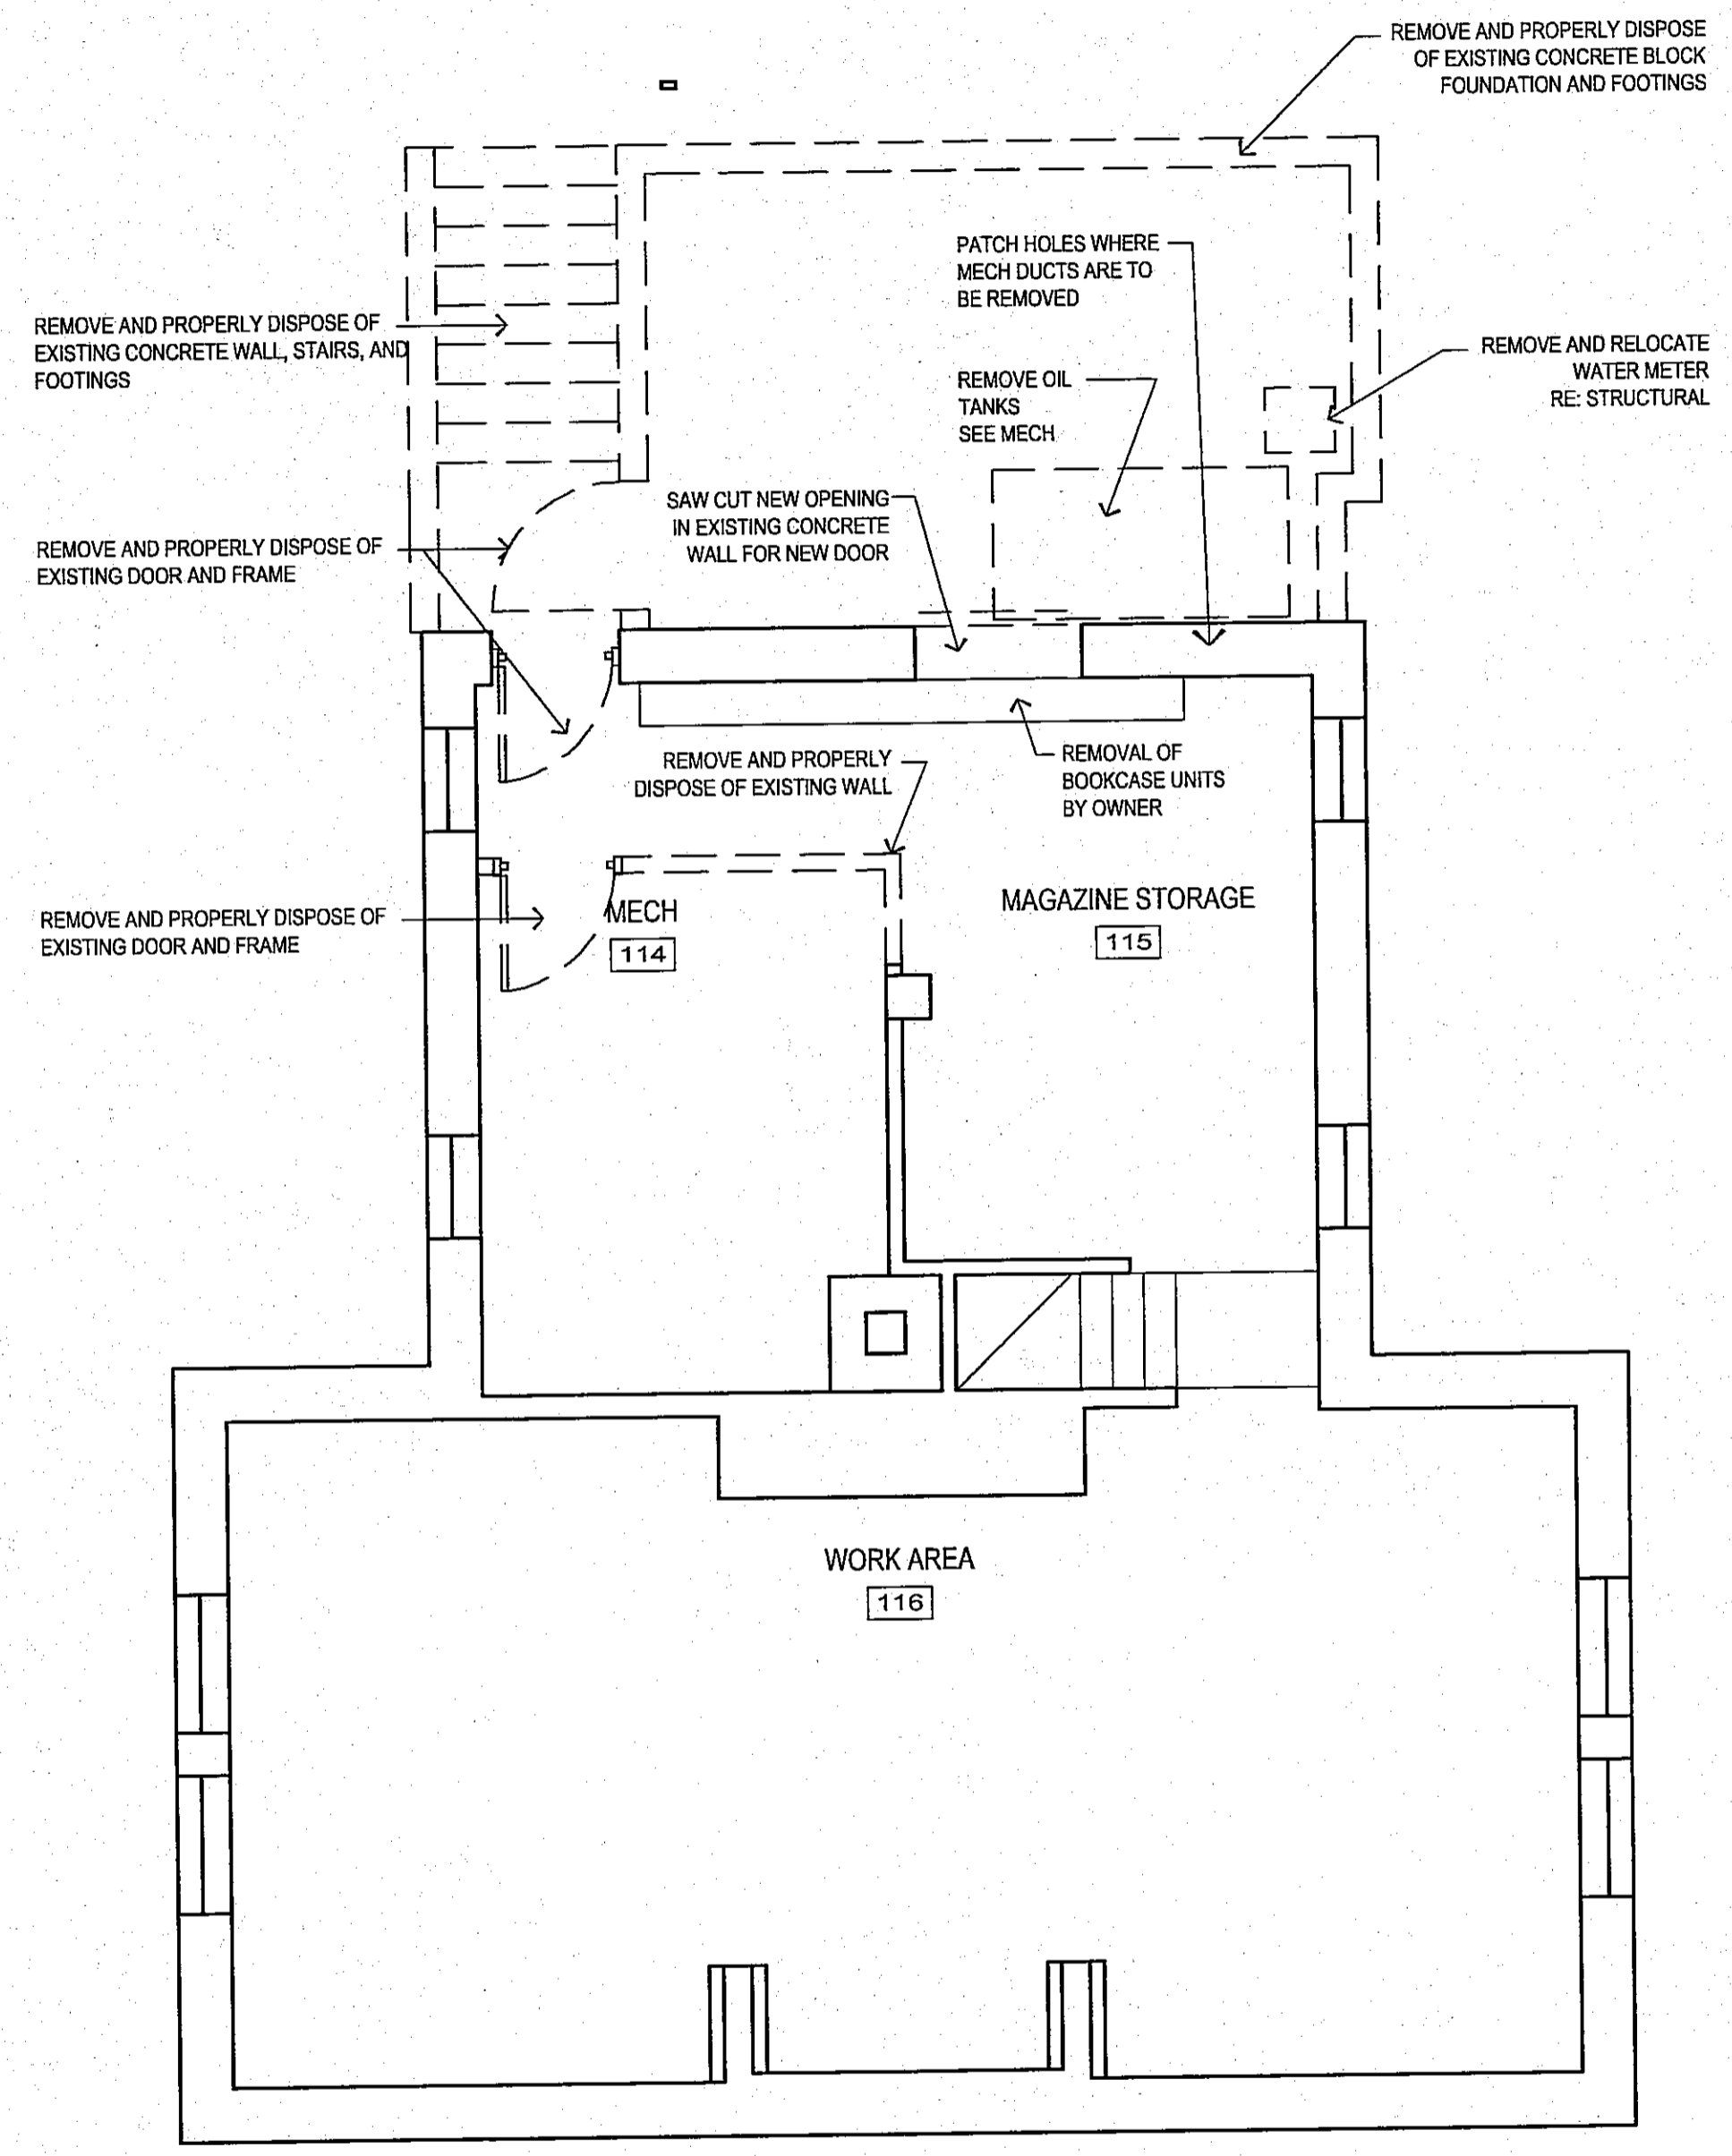 REMOVE AND PROPERLY DISPOSE
OF EXISTING CONCRETE BLOCK
FOUNDATION AND FOOTINGS
PATCH HOLES WHERE
MECH DUCTS ARE TO
BE REMOVED
REMOVE AND PROPERLY DISPOSE OF
EXISTING CONCRETE WALL, STAIRS, AND
FOOTINGS
REMOVE AND RELOCATE
WATER METER
RE: STRUCTURAL
REMOVE OIL
TANKS
SEE MECH
SAW CUT NEW OPENING
IN EXISTING CONCRETE
WALL FOR NEW DOOR
REMOVE AND PROPERLY DISPOSE OF
EXISTING DOOR AND FRAME
REMOVE AND PROPERLY
DISPOSE OF EXISTING WALL
REMOVAL OF
BOOKCASE UNITS
BY OWNER
REMOVE AND PROPERLY DISPOSE OF
EXISTING DOOR AND FRAME
MECH
114
MAGAZINE STORAGE
115
WORK AREA
116